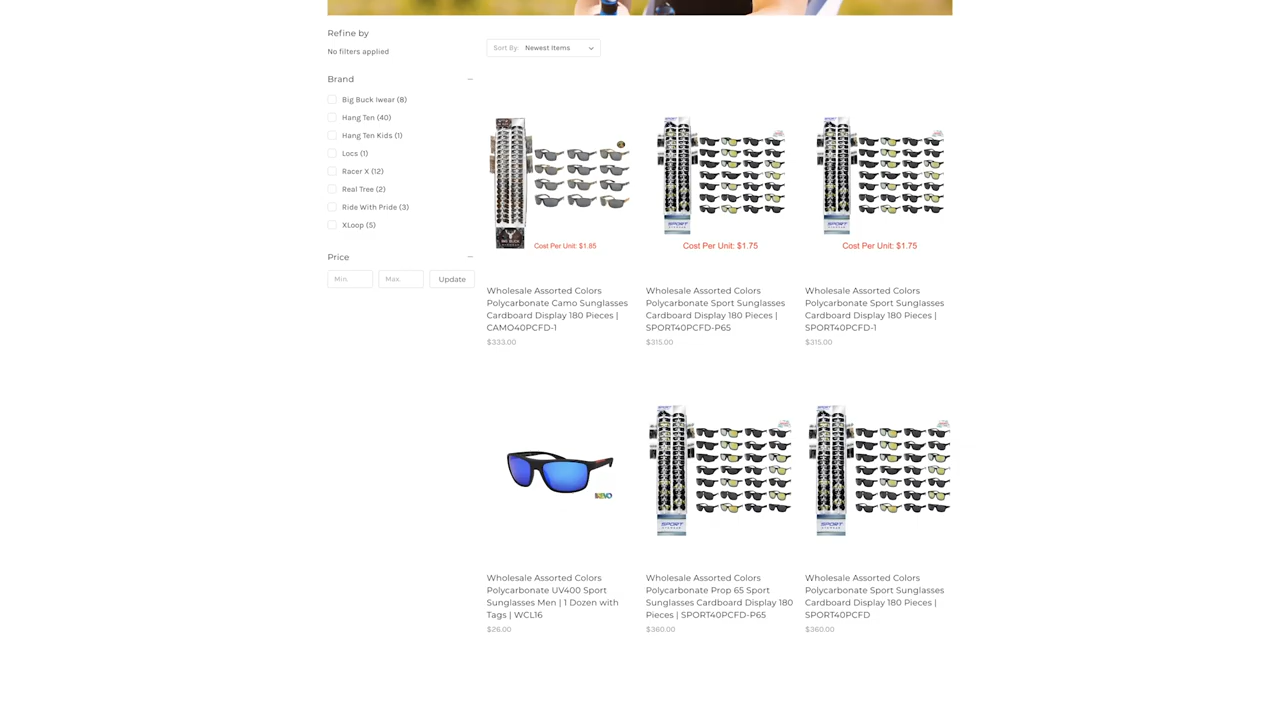 Refine by
No filters applied
Sort By: Newest Items
Brand
Big Buck Iwear (8)
Hang Ten (40)
Hang Ten Kids (1)
Locs (1)
Racer X (12)
Real Tree (2)
Ride With Pride (3)
XLoop (5)
Price
Min.
Max.
Update
BIG BUCK
Cost Per Unit: $1.85
Wholesale Assorted Colors
Polycarbonate Camo Sunglasses
Cardboard Display 180 Pieces |
CAMO40PCFD-1
$333.00
SPORT
Cost Per Unit: $1.75
Wholesale Assorted Colors
Polycarbonate Sport Sunglasses
Cardboard Display 180 Pieces |
SPORT40PCFD-P65
$315.00
SPORT
Cost Per Unit: $1.75
Wholesale Assorted Colors
Polycarbonate Sport Sunglasses
Cardboard Display 180 Pieces |
SPORT40PCFD-1
$315.00
Wholesale Assorted Colors
Polycarbonate UV400 Sport
Sunglasses Men | 1 Dozen with
Tags | WCL16
$26.00
SPORT
Wholesale Assorted Colors
Polycarbonate Prop 65 Sport
Sunglasses Cardboard Display 180
Pieces | SPORT40PCFD-P65
$360.00
SPORT
Wholesale Assorted Colors
Polycarbonate Sport Sunglasses
Cardboard Display 180 Pieces |
SPORT40PCFD
$360.00